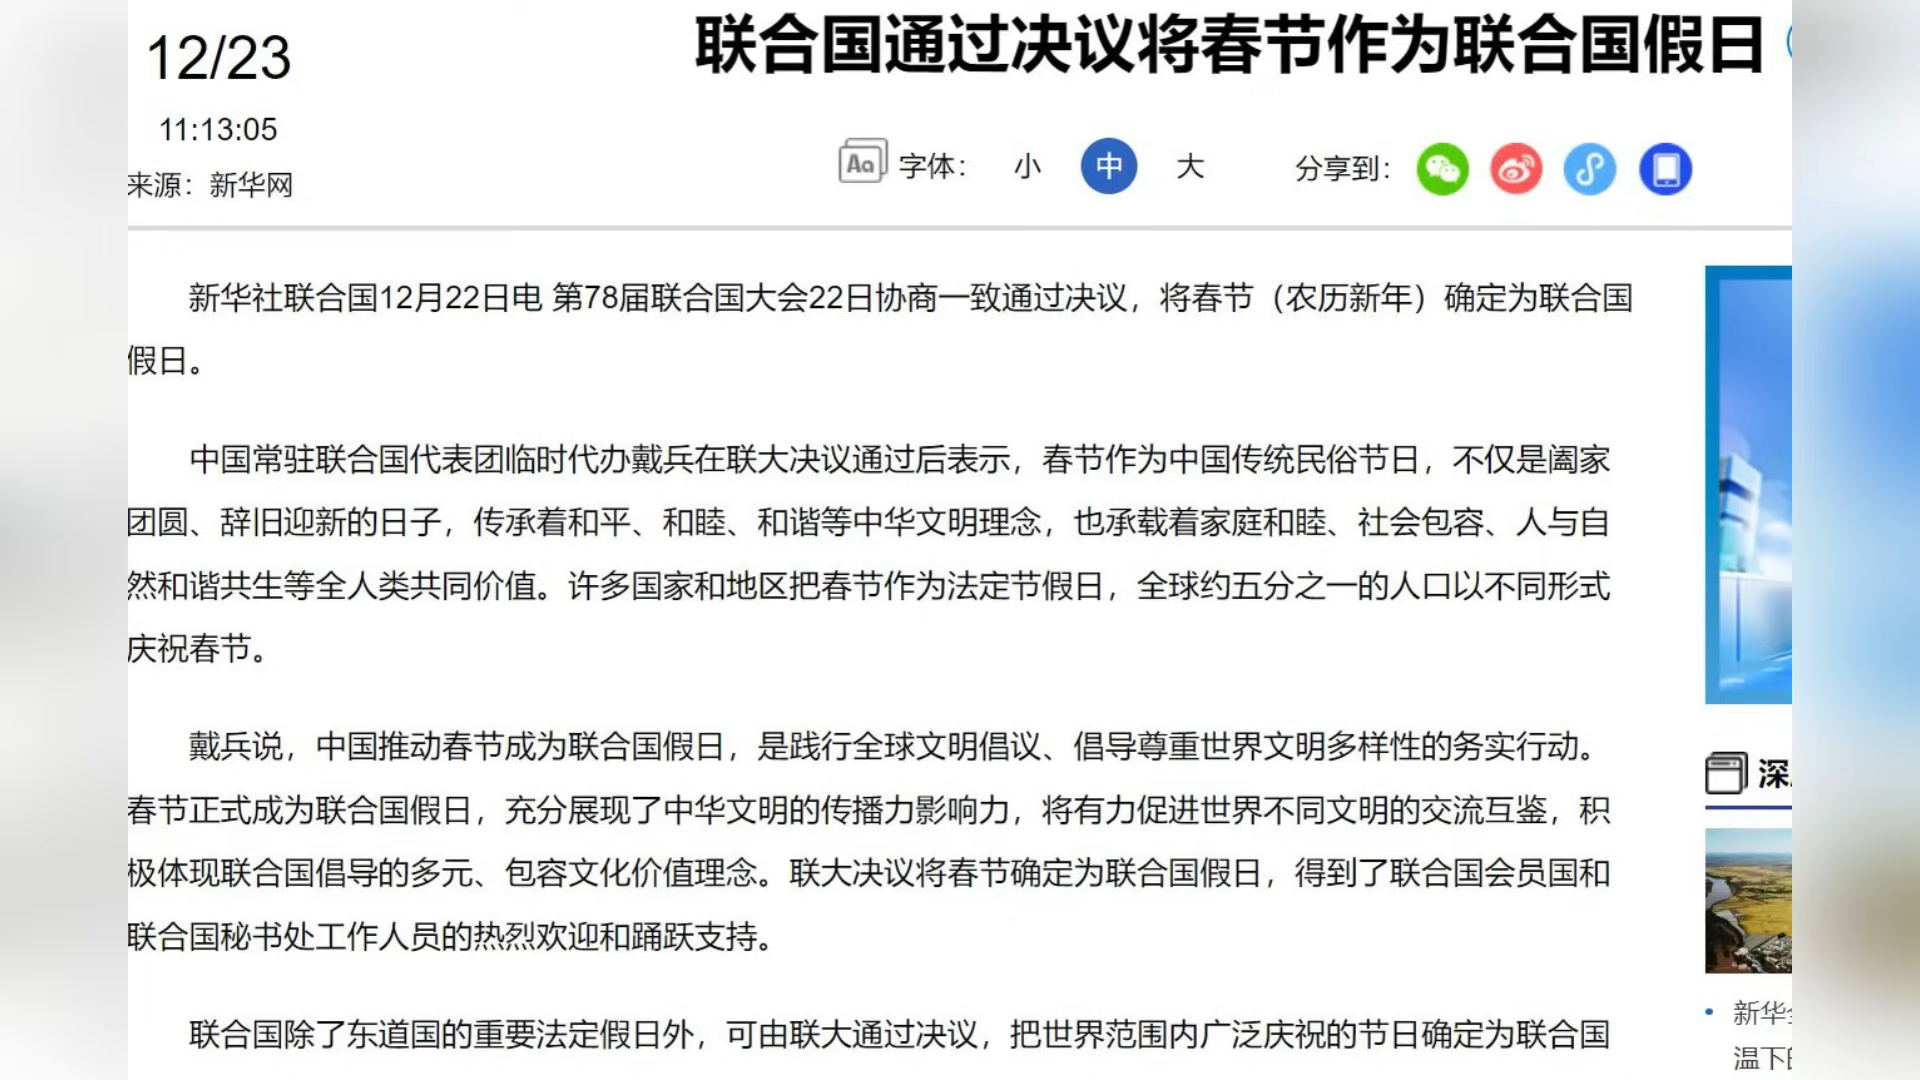 12/23
11:13:05
来源：新华网
联合国通过决议将春节作为联合国假日
Aa 字体： 小 中 大 分享到：
新华社联合国12月22日电 第78届联合国大会22日协商一致通过决议，将春节（农历新年）确定为联合国
假日。
中国常驻联合国代表团临时代办戴兵在联大决议通过后表示，春节作为中国传统民俗节日，不仅是阖家
团圆、辞旧迎新的日子，传承着和平、和睦、和谐等中华文明理念，也承载着家庭和睦、社会包容、人与自
然和谐共生等全人类共同价值。许多国家和地区把春节作为法定节假日，全球约五分之一的人口以不同形式
庆祝春节。
戴兵说，中国推动春节成为联合国假日，是践行全球文明倡议、倡导尊重世界文明多样性的务实行动。
春节正式成为联合国假日，充分展现了中华文明的传播力影响力，将有力促进世界不同文明的交流互鉴，积
极体现联合国倡导的多元、包容文化价值理念。联大决议将春节确定为联合国假日，得到了联合国会员国和
联合国秘书处工作人员的热烈欢迎和踊跃支持。
联合国除了东道国的重要法定假日外，可由联大通过决议，把世界范围内广泛庆祝的节日确定为联合国
深
新华
温下